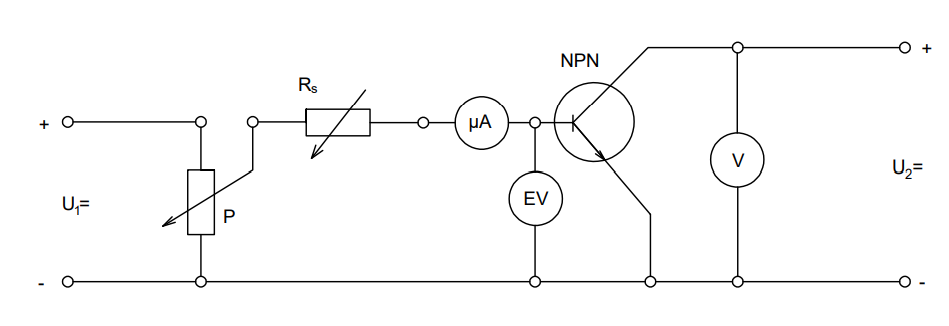 NPN
+
Rₛ
+
μA
V
U₂=
U₁=
P
EV
-
-